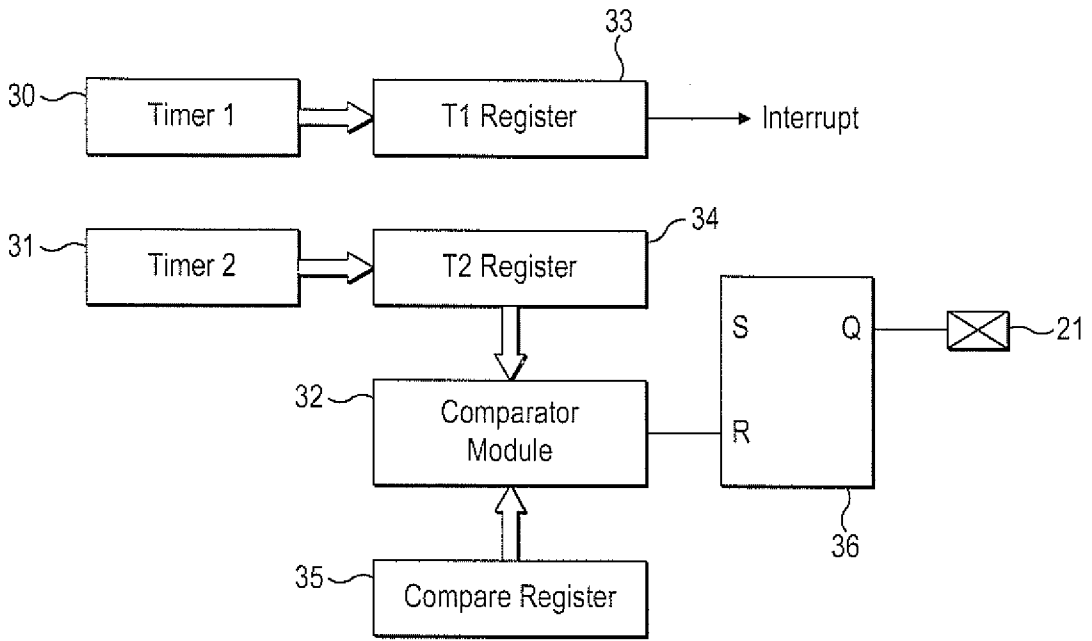 33
30
Timer 1
T1 Register
Interrupt
34
31
Timer 2
T2 Register
S
Q
21
32
Comparator
Module
R
36
35
Compare Register